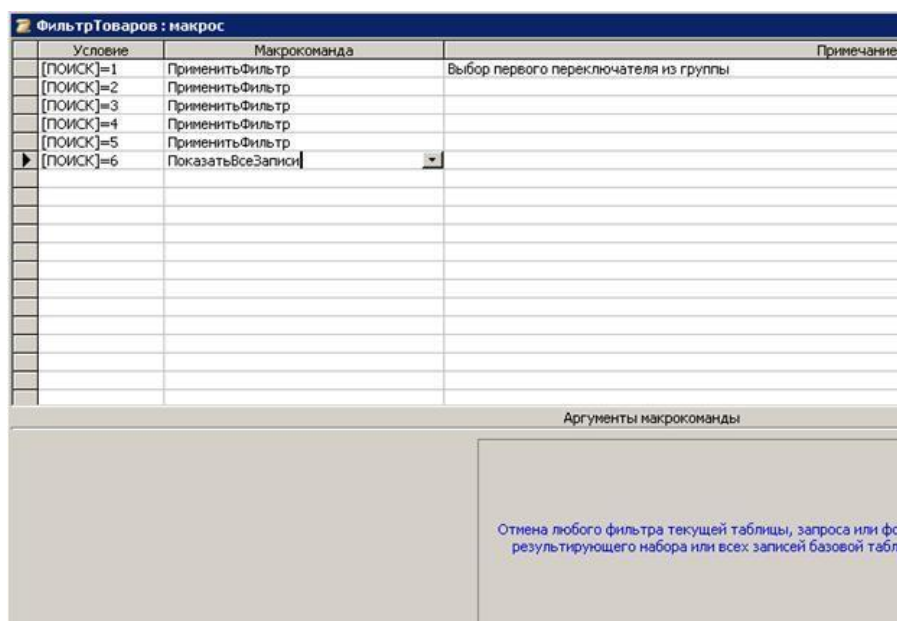 ФильтрТоваров : макрос
Условие Макрокоманда Примечание
[ПОИСК]=1 ПрименитьФильтр Выбор первого переключателя из группы
[ПОИСК]=2 ПрименитьФильтр
[ПОИСК]=3 ПрименитьФильтр
[ПОИСК]=4 ПрименитьФильтр
[ПОИСК]=5 ПрименитьФильтр
[ПОИСК]=6 ПоказатьВсеЗаписи
Аргументы макрокоманды
Отмена любого фильтра текущей таблицы, запроса или фо
результирующего набора или всех записей базовой табл